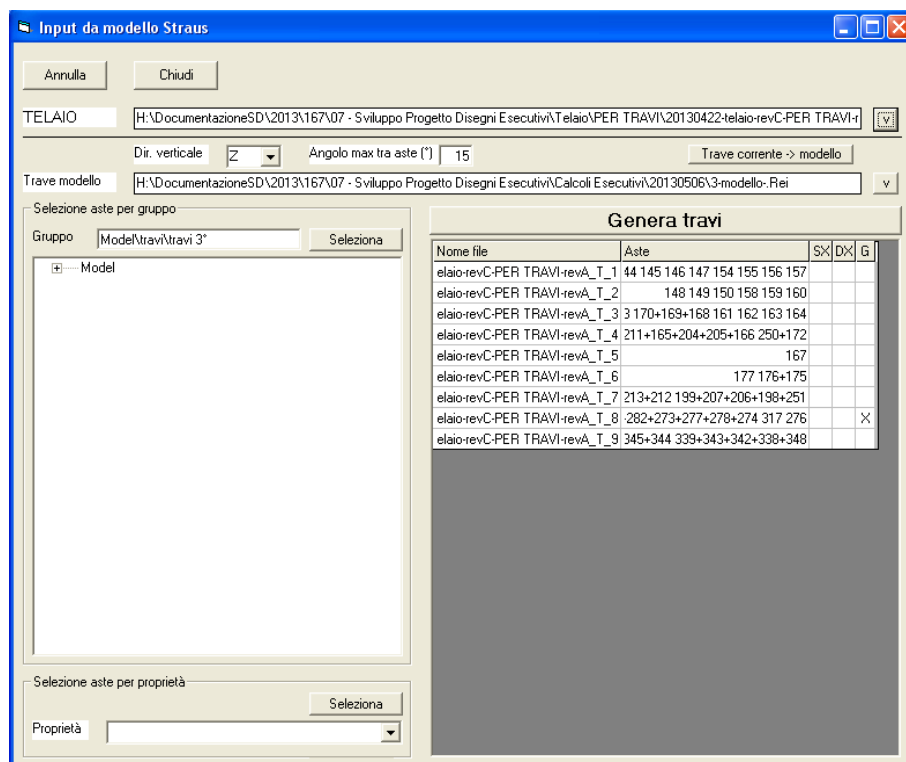 Input da modello Straus
Annulla Chiudi
TELAIO H:\DocumentazioneSD\2013\167\07 - Sviluppo Progetto Disegni Esecutivi\Telaio\PER TRAVI\20130422-telaio-revC-PER TRAVI-r v
Dir. verticale Z Angolo max tra aste (°) 15 Trave corrente -> modello
Trave modello H:\DocumentazioneSD\2013\167\07 - Sviluppo Progetto Disegni Esecutivi\Calcoli Esecutivi\20130506\3-modello-.Rei v
Selezione aste per gruppo
Gruppo Model\travi\travi 3° Seleziona
Model
Genera travi
Nome file Aste SX DX G
elaio-revC-PER TRAVI-revA_T_1 44 145 146 147 154 155 156 157
elaio-revC-PER TRAVI-revA_T_2 148 149 150 158 159 160
elaio-revC-PER TRAVI-revA_T_3 3 170+169+168 161 162 163 164
elaio-revC-PER TRAVI-revA_T_4 211+165+204+205+166 250+172
elaio-revC-PER TRAVI-revA_T_5 167
elaio-revC-PER TRAVI-revA_T_6 177 176+175
elaio-revC-PER TRAVI-revA_T_7 213+212 199+207+206+198+251
elaio-revC-PER TRAVI-revA_T_8 282+273+277+278+274 317 276 X
elaio-revC-PER TRAVI-revA_T_9 345+344 339+343+342+338+348
Selezione aste per proprietà
Seleziona
Proprietà